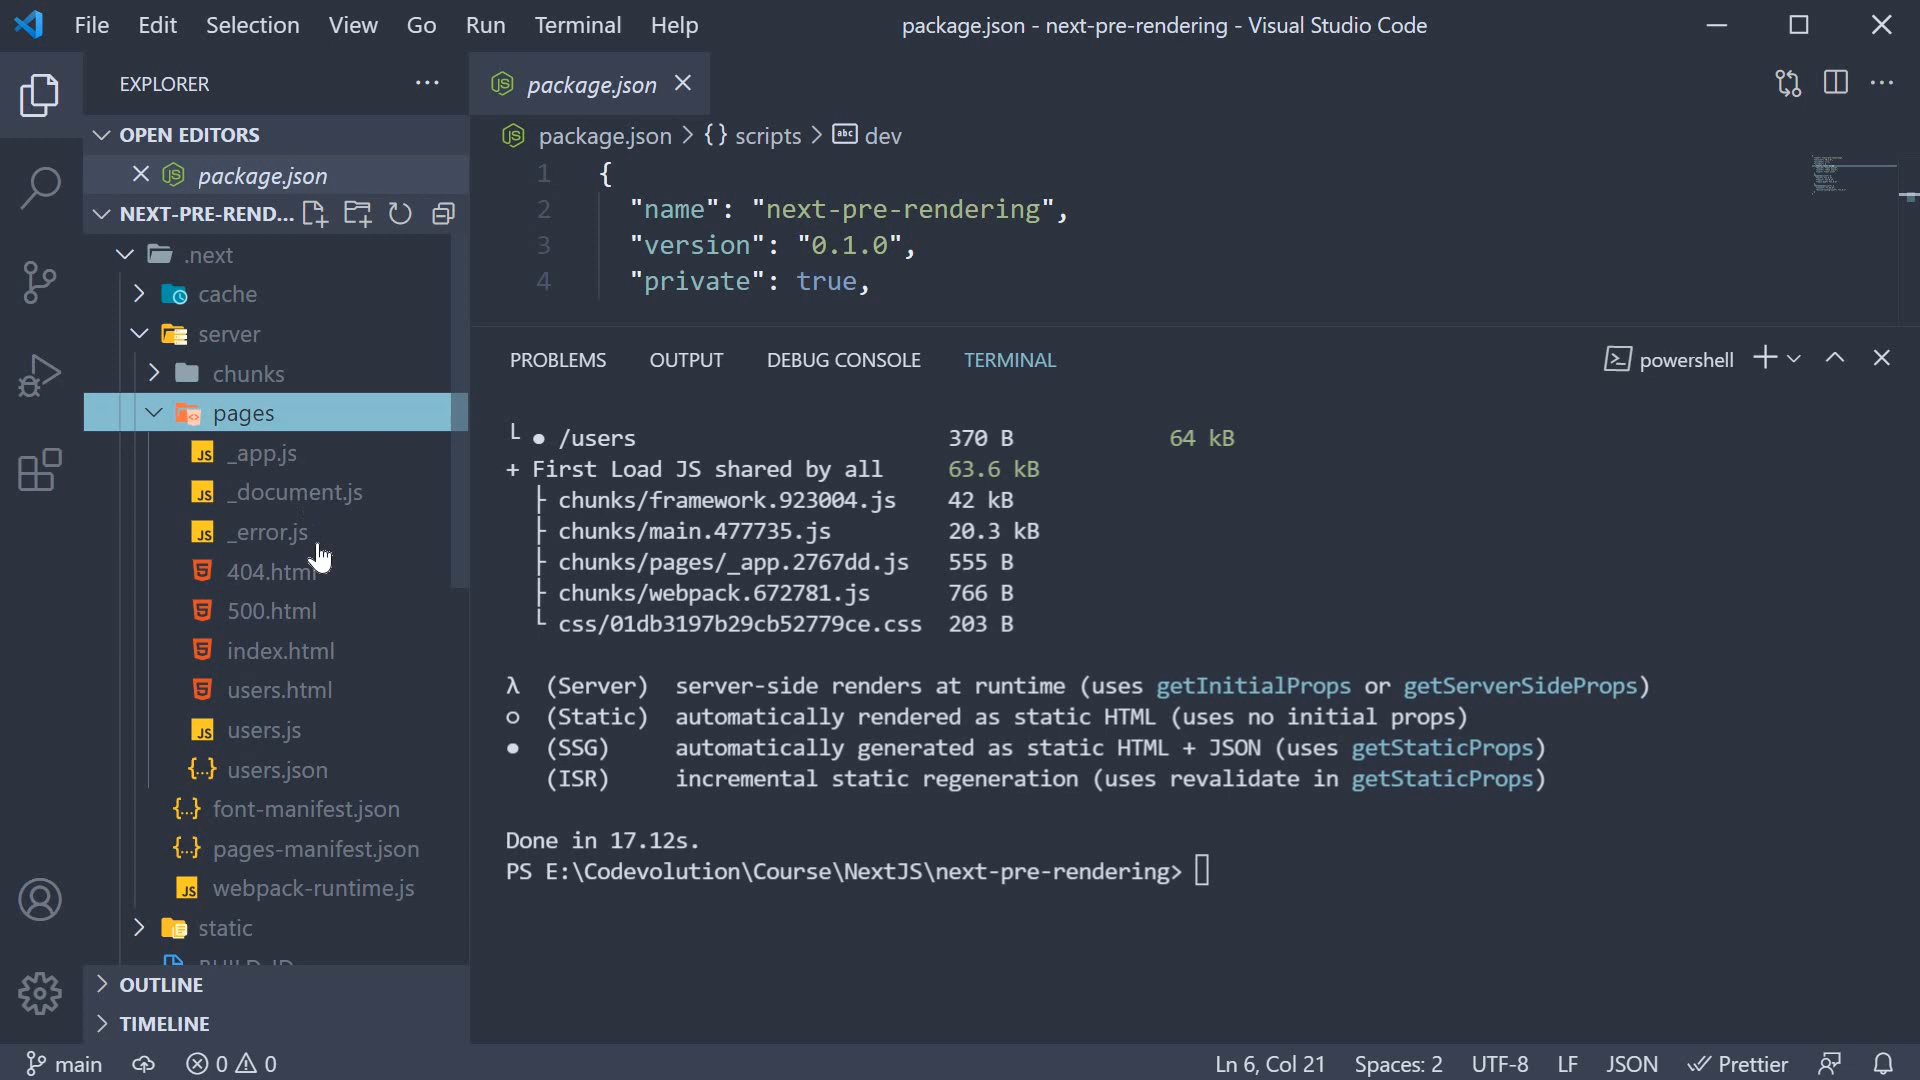 File Edit Selection View Go Run Terminal Help
package.json - next-pre-rendering - Visual Studio Code
EXPLORER
OPEN EDITORS
package.json
NEXT-PRE-REND...
.next
cache
server
chunks
pages
_app.js
_document.js
_error.js
404.html
500.html
index.html
users.html
users.js
users.json
font-manifest.json
pages-manifest.json
webpack-runtime.js
static
BUILD_ID
OUTLINE
TIMELINE
package.json
package.json > {} scripts > abc dev
1 {
2 "name": "next-pre-rendering",
3 "version": "0.1.0",
4 "private": true,
PROBLEMS OUTPUT DEBUG CONSOLE TERMINAL
powershell
└ ● /users 370 B 64 kB
+ First Load JS shared by all 63.6 kB
├ chunks/framework.923004.js 42 kB
├ chunks/main.477735.js 20.3 kB
├ chunks/pages/_app.2767dd.js 555 B
├ chunks/webpack.672781.js 766 B
└ css/01db3197b29cb52779ce.css 203 B
λ (Server) server-side renders at runtime (uses getInitialProps or getServerSideProps)
○ (Static) automatically rendered as static HTML (uses no initial props)
● (SSG) automatically generated as static HTML + JSON (uses getStaticProps)
(ISR) incremental static regeneration (uses revalidate in getStaticProps)
Done in 17.12s.
PS E:\Codevolution\Course\NextJS\next-pre-rendering>
main 0 0
Ln 6, Col 21 Spaces: 2 UTF-8 LF JSON Prettier